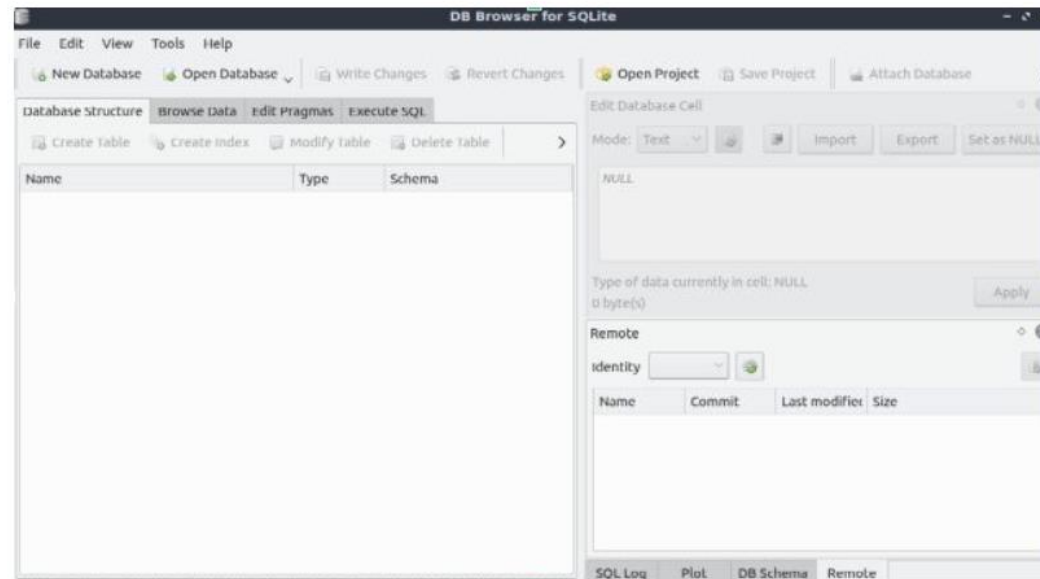 DB Browser for SQLite
File Edit View Tools Help
New Database Open Database Write Changes Revert Changes Open Project Save Project Attach Database
Database Structure Browse Data Edit Pragmas Execute SQL
Create Table Create Index Modify Table Delete Table >
Name Type Schema
Edit Database Cell
Mode: Text Import Export Set as NULL
NULL
Type of data currently in cell: NULL
0 byte(s)
Apply
Remote
Identity
Name Commit Last modified Size
SQL Log Plot DB Schema Remote